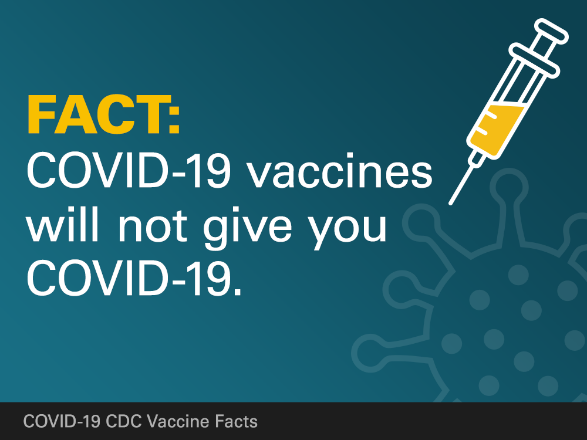 FACT:
COVID-19 vaccines
will not give you
COVID-19.
COVID-19 CDC Vaccine Facts